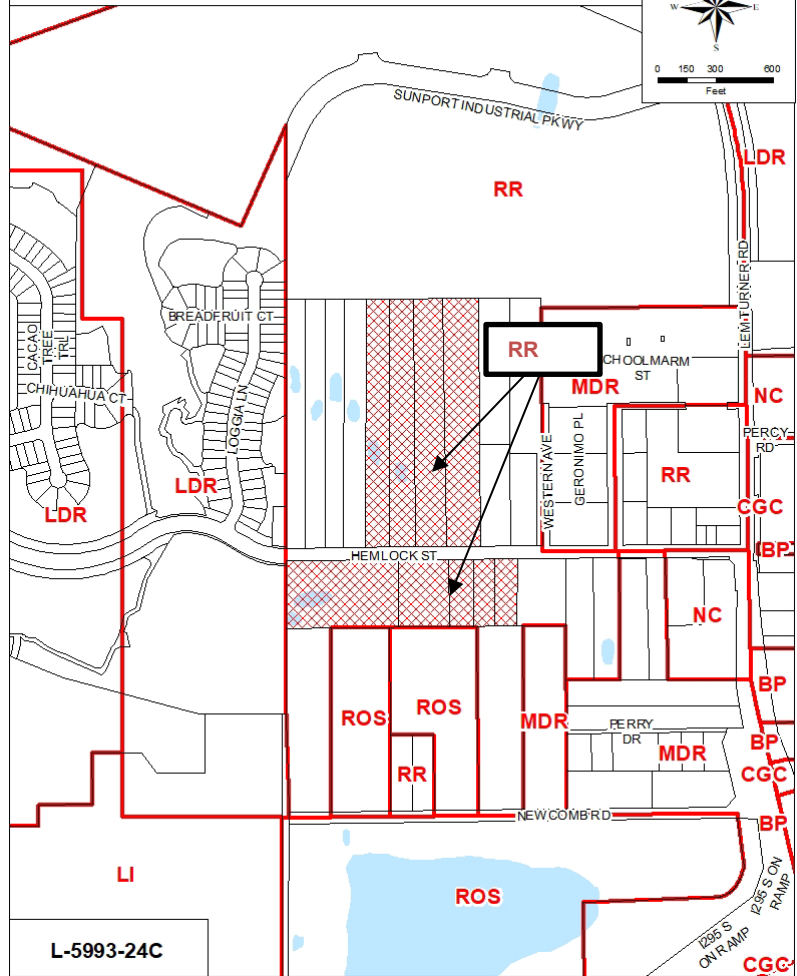 W E
S
0 150 300 600
Feet
SUNPORT INDUSTRIAL PKWY
LDR
RR
LEM TURNER RD
BREADFRUIT CT
CACAO
TREE
TRL
RR
CHOOLMARM
ST
MDR
CHIHUAHUA CT
NC
LOGGIA LN
WESTERN AVE
GERONIMO PL
PERCY
RD
RR
LDR
LDR
CGC
HEMLOCK ST
BP
NC
BP
ROS
ROS
MDR
PERRY
DR
MDR
BP
RR
CGC
NEWCOMB RD
BP
LI
ROS
I295 S ON
RAMP
I295 S
ON RAMP
L-5993-24C
CGC